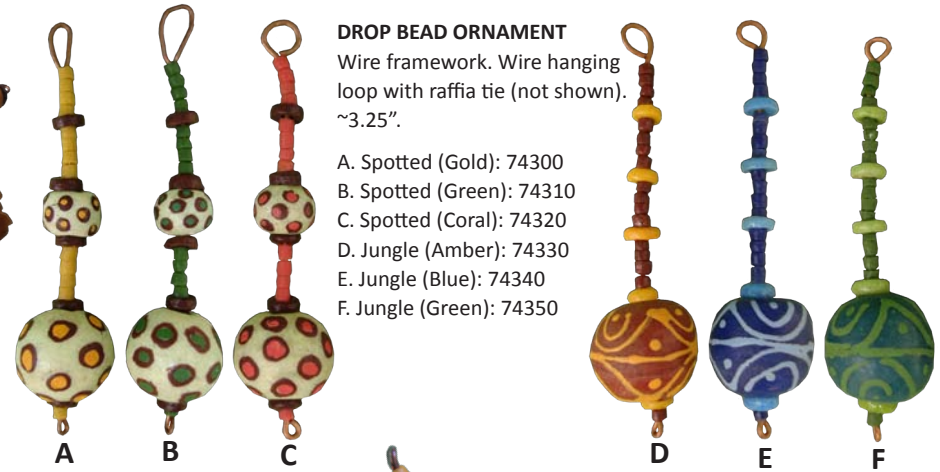 DROP BEAD ORNAMENT
Wire framework. Wire hanging
loop with raffia tie (not shown).
~3.25”.
A. Spotted (Gold): 74300
B. Spotted (Green): 74310
C. Spotted (Coral): 74320
D. Jungle (Amber): 74330
E. Jungle (Blue): 74340
F. Jungle (Green): 74350
A
B
C
D
E
F